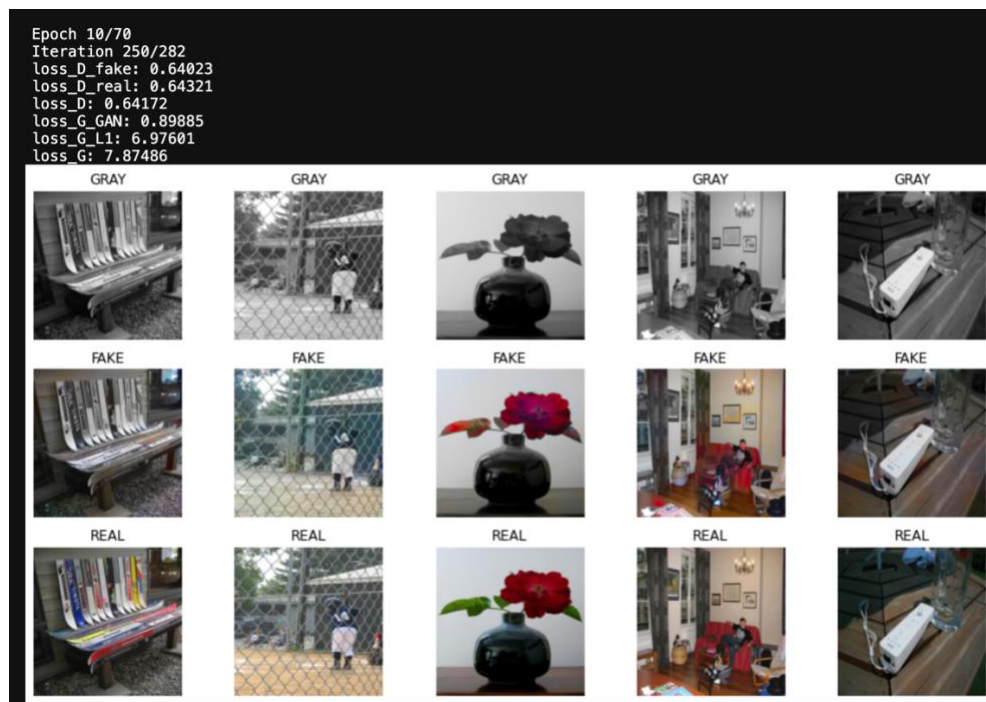 Epoch 10/70
Iteration 250/282
loss_D_fake: 0.64023
loss_D_real: 0.64321
loss_D: 0.64172
loss_G_GAN: 0.89885
loss_G_L1: 6.97601
loss_G: 7.87486
GRAY GRAY GRAY GRAY GRAY
FAKE FAKE FAKE FAKE FAKE
REAL REAL REAL REAL REAL